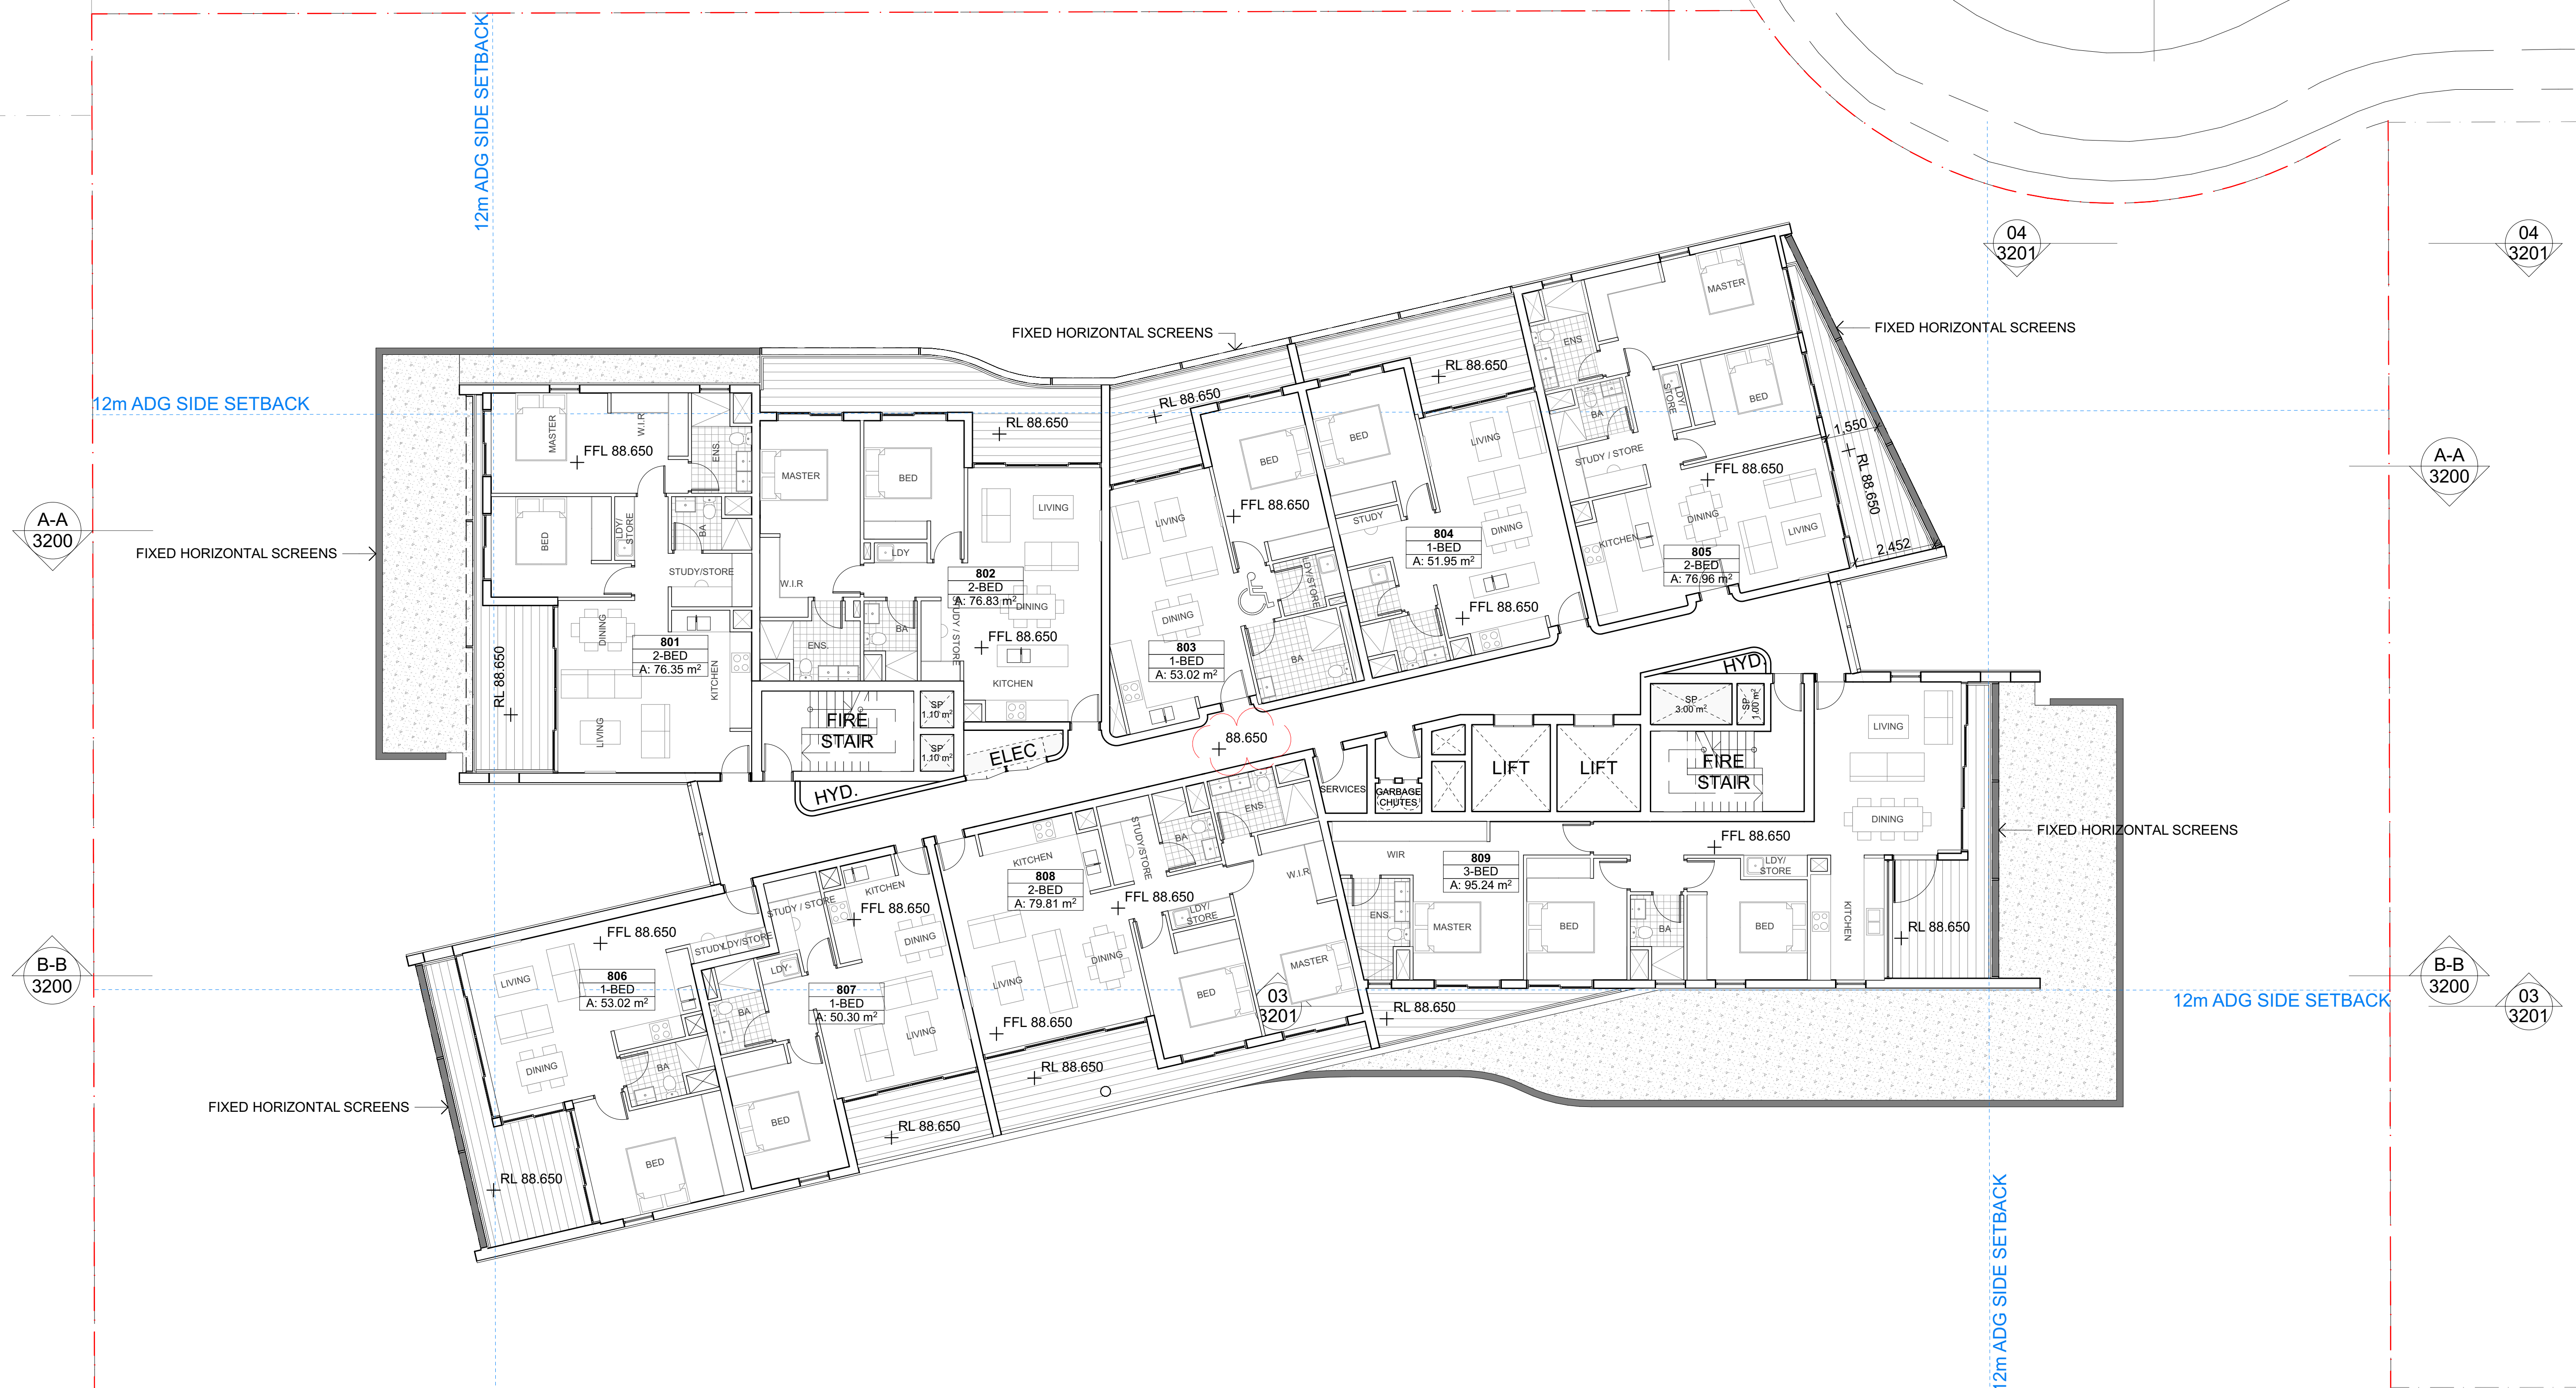 12m ADG SIDE SETBACK
04
3201
04
3201
FIXED HORIZONTAL SCREENS
FIXED HORIZONTAL SCREENS
12m ADG SIDE SETBACK
A-A
3200
A-A
3200
FIXED HORIZONTAL SCREENS
MASTER
W.I.R
ENS.
FFL 88.650
BED
LDY/
STORE
BA
STUDY/STORE
DINING
801
2-BED
A: 76.35 m²
KITCHEN
LIVING
RL 88.650
MASTER
BED
RL 88.650
LIVING
LDY
W.I.R
802
2-BED
A: 76.83 m²
DINING
STUDY / STORE
BA
ENS.
FFL 88.650
KITCHEN
RL 88.650
BED
LIVING
FFL 88.650
LDY/STORE
DINING
803
1-BED
A: 53.02 m²
BA
RL 88.650
BED
LIVING
STUDY
804
1-BED
A: 51.95 m²
DINING
FFL 88.650
MASTER
ENS
LDY/
STORE
BED
BA
1,550
STUDY / STORE
FFL 88.650
RL 88.650
DINING
LIVING
KITCHEN
805
2-BED
A: 76.96 m²
2,452
FIRE
STAIR
SP
1.10 m²
SP
1.10 m²
ELEC
HYD.
88.650
SERVICES
GARBAGE
CHUTES
LIFT
LIFT
HYD.
SP
3.00 m²
SP
1.00 m²
FIRE
STAIR
LIVING
DINING
FIXED HORIZONTAL SCREENS
FFL 88.650
LDY/
STORE
WIR
809
3-BED
A: 95.24 m²
ENS.
MASTER
BED
BA
BED
KITCHEN
RL 88.650
RL 88.650
KITCHEN
STUDY/STORE
BA
ENS.
808
2-BED
A: 79.81 m²
W.I.R
FFL 88.650
LDY/
STORE
DINING
LIVING
MASTER
BED
FFL 88.650
RL 88.650
03
3201
KITCHEN
STUDY / STORE
FFL 88.650
DINING
LDY
807
1-BED
A: 50.30 m²
BA
LIVING
BED
RL 88.650
FFL 88.650
STUDY
LDY/STORE
LIVING
806
1-BED
A: 53.02 m²
DINING
BA
BED
RL 88.650
FIXED HORIZONTAL SCREENS
B-B
3200
B-B
3200
03
3201
12m ADG SIDE SETBACK
12m ADG SIDE SETBACK